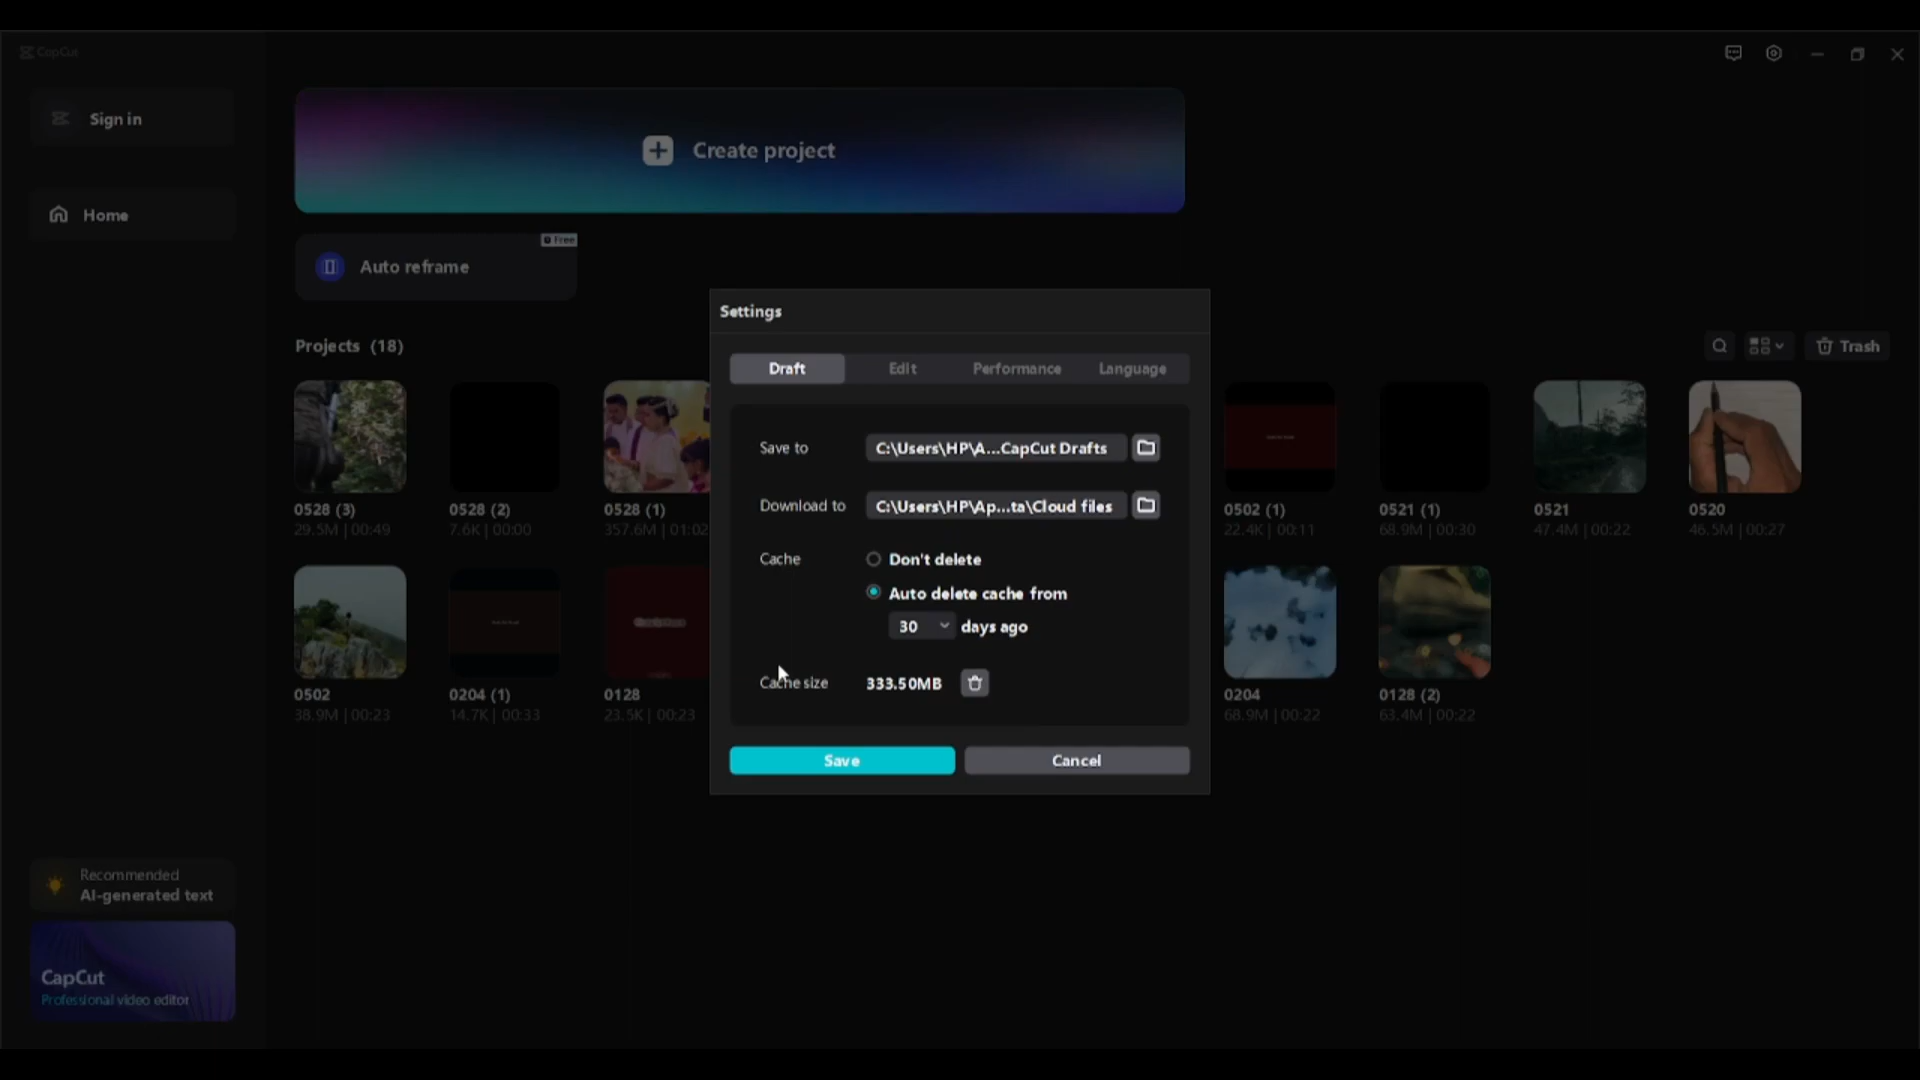 CapCut
Sign in
Home
Create project
Free
Auto reframe
Projects (18)
Trash
0528 (3)
29.5M | 00:49
0528 (2)
7.6K | 00:00
0528 (1)
357.6M | 01:02
0502 (1)
22.4K | 00:11
0521 (1)
68.9M | 00:30
0521
47.4M | 00:22
0520
46.5M | 00:27
0502
38.9M | 00:23
0204 (1)
14.7K | 00:33
0128
23.5K | 00:23
0204
68.9M | 00:22
0128 (2)
63.4M | 00:22
Settings
Draft
Edit
Performance
Language
Save to
C:\Users\HP\A...CapCut Drafts
Download to
C:\Users\HP\Ap...ta\Cloud files
Cache
Don't delete
Auto delete cache from
30 days ago
Cache size
333.50MB
Save
Cancel
Recommended
AI-generated text
CapCut
Professional video editor